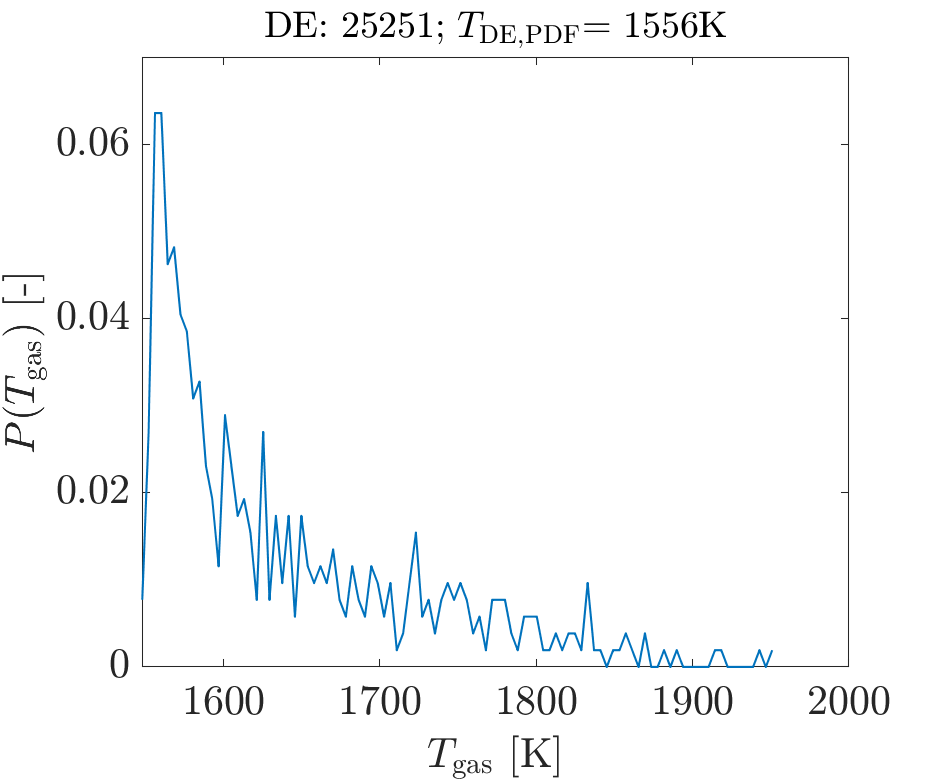 DE: 25251; T_DE,PDF= 1556K
P(T_gas) [-]
0.06
0.04
0.02
0
1600 1700 1800 1900 2000
T_gas [K]